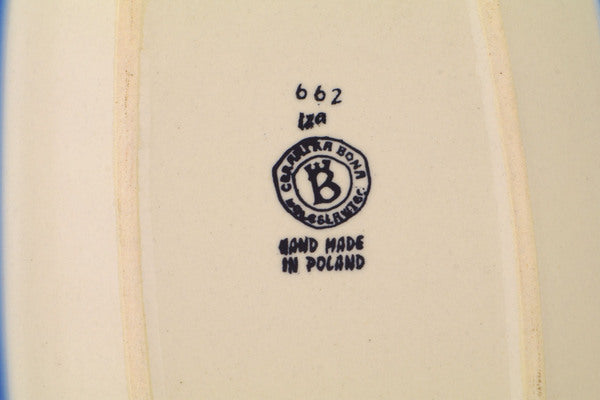 662
Iza
CERAMIKA BONA
BOLESŁAWIEC
B
HAND MADE
IN POLAND